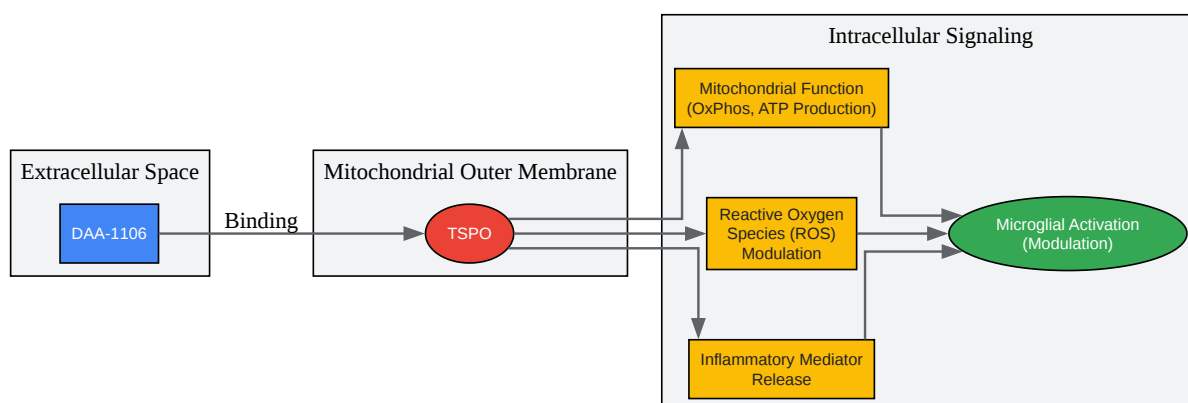 Extracellular Space
DAA-1106
Binding
Mitochondrial Outer Membrane
TSPO
Intracellular Signaling
Mitochondrial Function
(OxPhos, ATP Production)
Reactive Oxygen
Species (ROS)
Modulation
Inflammatory Mediator
Release
Microglial Activation
(Modulation)